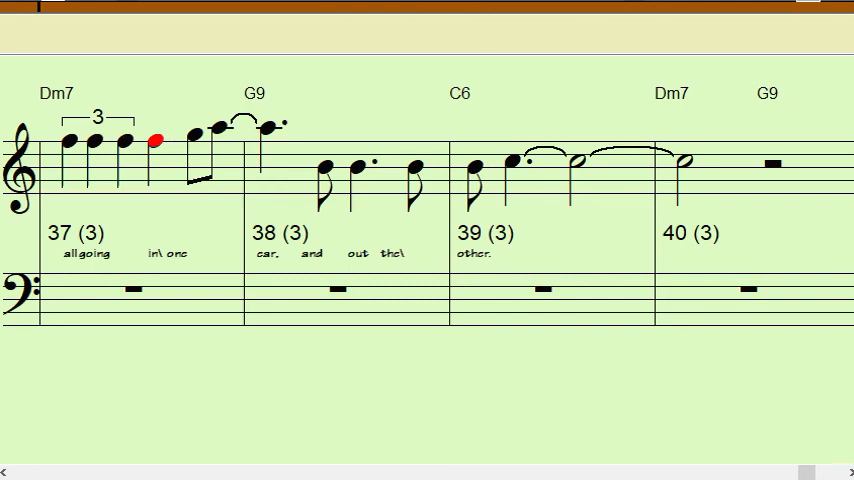 Dm7 G9 C6 Dm7 G9
3
37 (3) 38 (3) 39 (3) 40 (3)
allgoing in\ one ear. and out the\ other.